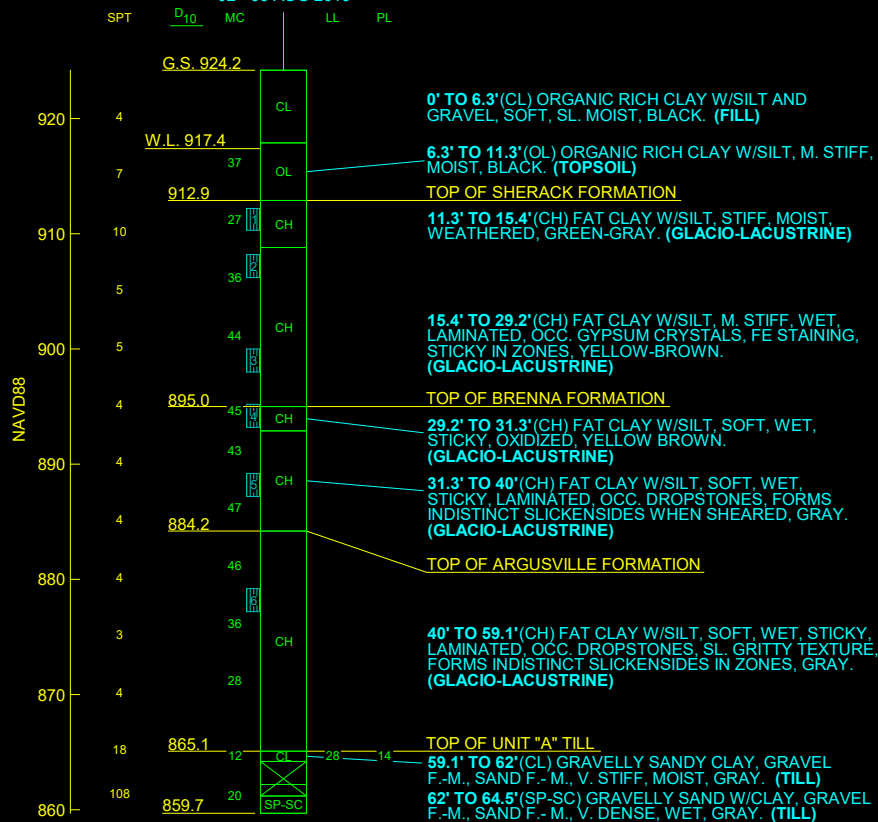 SPT D10 MC LL PL
G.S. 924.2
CL
0' TO 6.3'(CL) ORGANIC RICH CLAY W/SILT AND
GRAVEL, SOFT, SL. MOIST, BLACK. (FILL)
920
4
W.L. 917.4
37
7
OL
6.3' TO 11.3'(OL) ORGANIC RICH CLAY W/SILT, M. STIFF,
MOIST, BLACK. (TOPSOIL)
912.9
TOP OF SHERACK FORMATION
27
1
CH
11.3' TO 15.4'(CH) FAT CLAY W/SILT, STIFF, MOIST,
WEATHERED, GREEN-GRAY. (GLACIO-LACUSTRINE)
910
10
2
36
5
CH
15.4' TO 29.2'(CH) FAT CLAY W/SILT, M. STIFF, WET,
LAMINATED, OCC. GYPSUM CRYSTALS, FE STAINING,
STICKY IN ZONES, YELLOW-BROWN.
(GLACIO-LACUSTRINE)
44
900
5
3
NAVD88
895.0
TOP OF BRENNA FORMATION
4
45
4
CH
29.2' TO 31.3'(CH) FAT CLAY W/SILT, SOFT, WET,
STICKY, OXIDIZED, YELLOW BROWN.
(GLACIO-LACUSTRINE)
43
890
4
5
CH
31.3' TO 40'(CH) FAT CLAY W/SILT, SOFT, WET,
STICKY, LAMINATED, OCC. DROPSTONES, FORMS
INDISTINCT SLICKENSIDES WHEN SHEARED, GRAY.
(GLACIO-LACUSTRINE)
47
4
884.2
TOP OF ARGUSVILLE FORMATION
46
880
4
6
36
3
CH
40' TO 59.1'(CH) FAT CLAY W/SILT, SOFT, WET, STICKY,
LAMINATED, OCC. DROPSTONES, SL. GRITTY TEXTURE,
FORMS INDISTINCT SLICKENSIDES IN ZONES, GRAY.
(GLACIO-LACUSTRINE)
28
870
4
865.1
TOP OF UNIT "A" TILL
18
12
CL
28
14
59.1' TO 62'(CL) GRAVELLY SANDY CLAY, GRAVEL
F.-M., SAND F.- M., V. STIFF, MOIST, GRAY. (TILL)
108
20
SP-SC
62' TO 64.5'(SP-SC) GRAVELLY SAND W/CLAY, GRAVEL
F.-M., SAND F.- M., V. DENSE, WET, GRAY. (TILL)
859.7
860